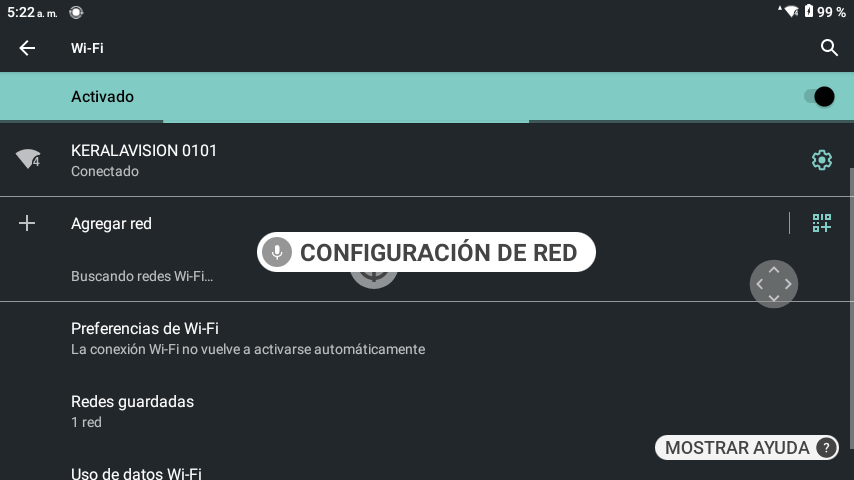 5:22 a. m.
99 %
Wi-Fi
Activado
4
KERALAVISION 0101
Conectado
Agregar red
CONFIGURACIÓN DE RED
Buscando redes Wi-Fi…
Preferencias de Wi-Fi
La conexión Wi-Fi no vuelve a activarse automáticamente
Redes guardadas
1 red
MOSTRAR AYUDA ?
Uso de datos Wi-Fi